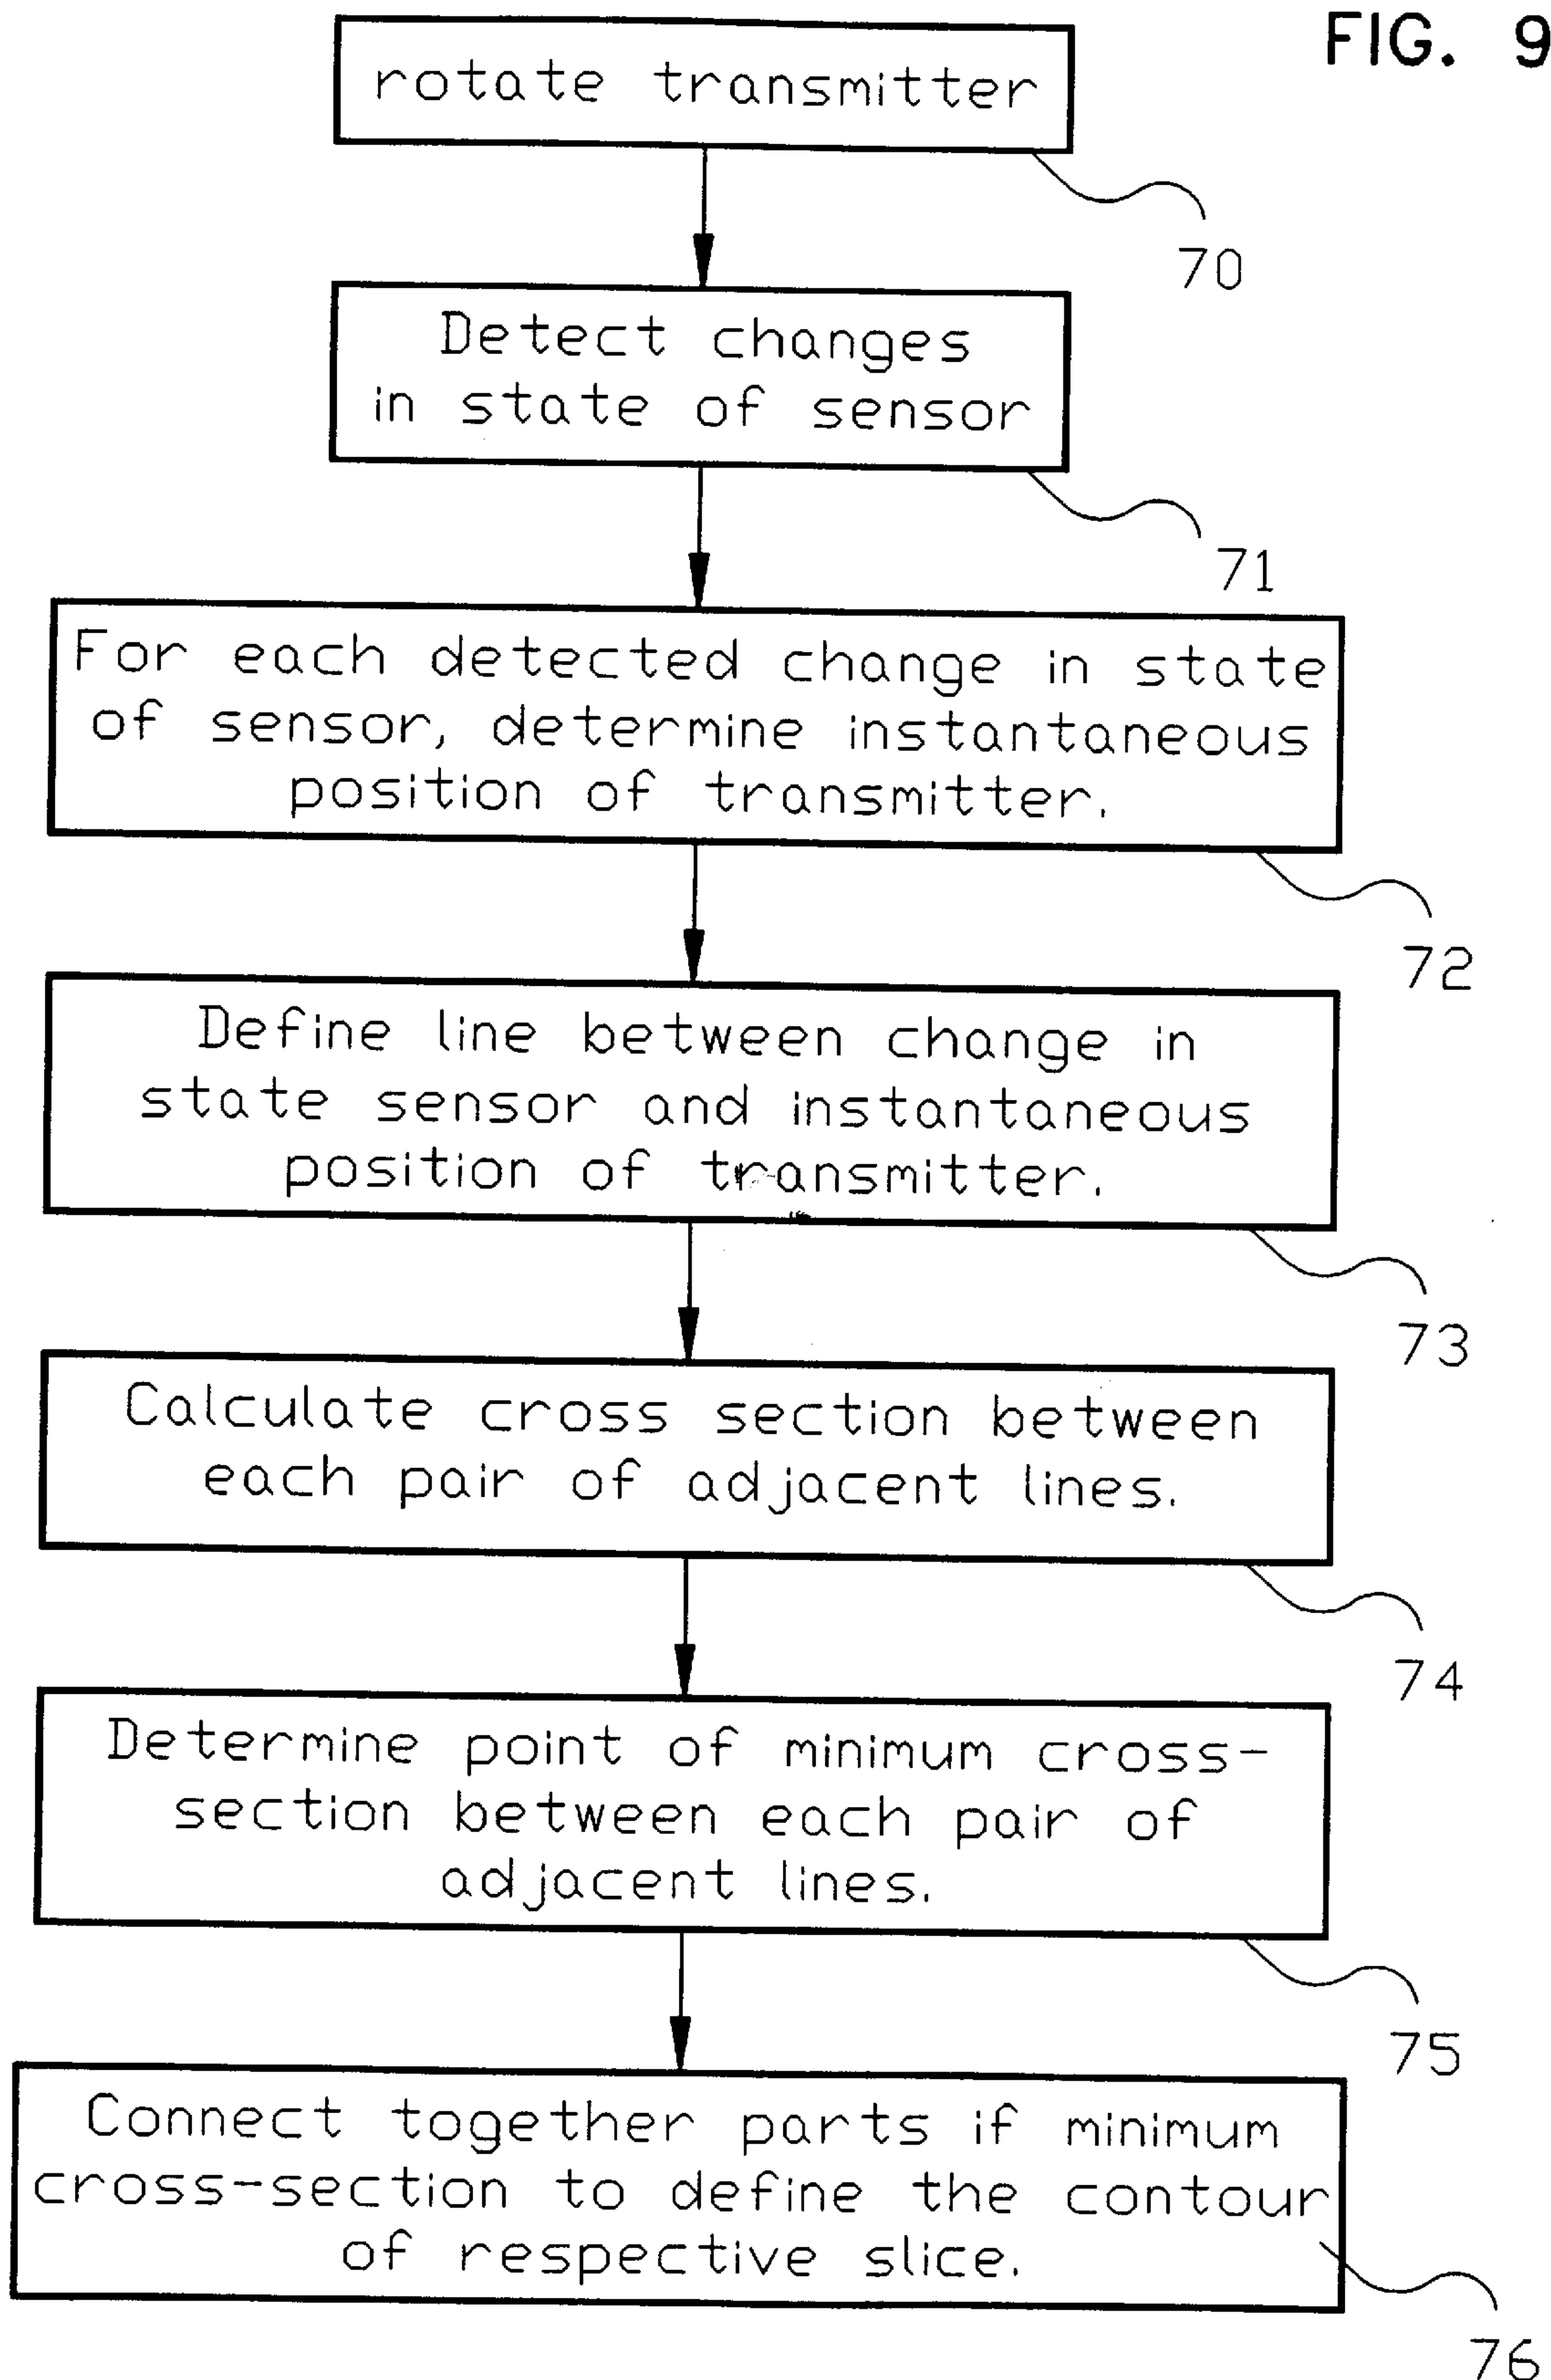 FIG. 9
rotate transmitter
70
Detect changes
in state of sensor
71
For each detected change in state
of sensor, determine instantaneous
position of transmitter.
72
Define line between change in
state sensor and instantaneous
position of transmitter.
73
Calculate cross section between
each pair of adjacent lines.
74
Determine point of minimum cross-
section between each pair of
adjacent lines.
75
Connect together parts if minimum
cross-section to define the contour
of respective slice.
76